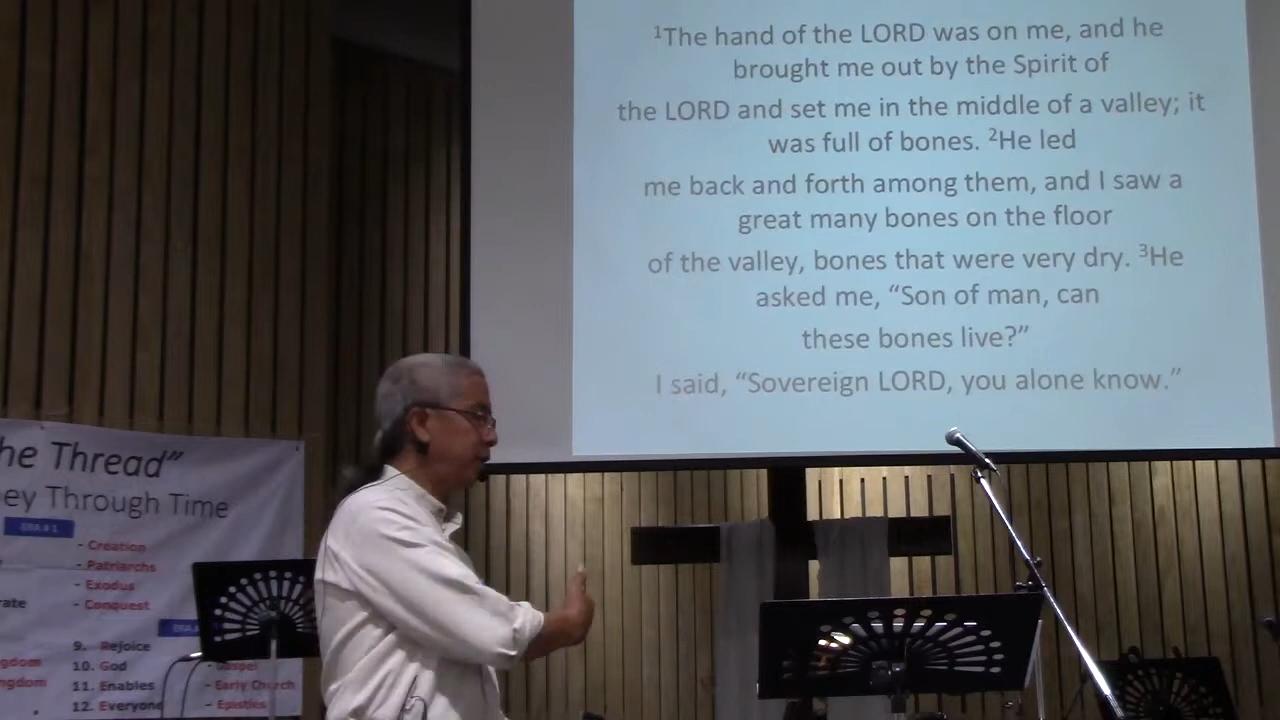 ¹The hand of the LORD was on me, and he
brought me out by the Spirit of
the LORD and set me in the middle of a valley; it
was full of bones. ²He led
me back and forth among them, and I saw a
great many bones on the floor
of the valley, bones that were very dry. ³He
asked me, “Son of man, can
these bones live?”
I said, “Sovereign LORD, you alone know.”
he Thread”
ey Through Time
ERA # 1
- Creation
- Patriarchs
- Exodus
rate - Conquest
9. Rejoice
gdom 10. God - Gospel
ngdom 11. Enables - Early Church
12. Everyone - Epistles